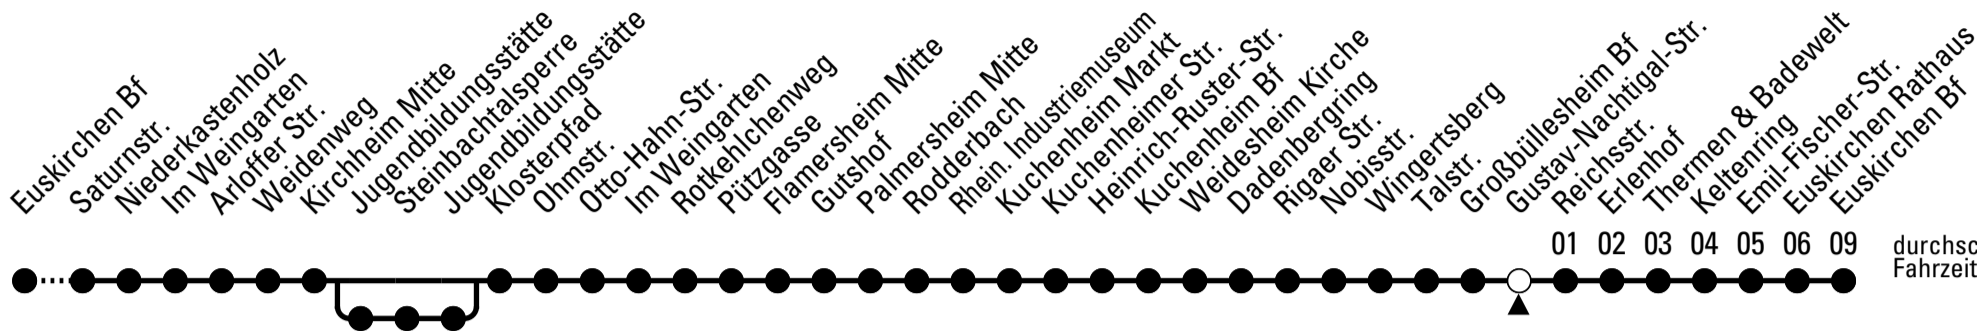 Euskirchen Bf
Saturnstr.
Niederkastenholz
Im Weingarten
Arloffer Str.
Weidenweg
Kirchheim Mitte
Jugendbildungsstätte
Steinbachtalsperre
Jugendbildungsstätte
Klosterpfad
Ohmstr.
Otto-Hahn-Str.
Im Weingarten
Rotkehlchenweg
Pützgasse
Flamersheim Mitte
Gutshof
Palmersheim Mitte
Rodderbach
Rhein. Industriemuseum
Kuchenheim Markt
Kuchenheimer Str.
Heinrich-Ruster-Str.
Kuchenheim Bf
Weidesheim Kirche
Dadenbergring
Rigaer Str.
Nobisstr.
Wingertsberg
Talstr.
Großbüllesheim Bf
Gustav-Nachtigal-Str.
Reichsstr.
Erlenhof
Thermen & Badewelt
Keltenring
Emil-Fischer-Str.
Euskirchen Rathaus
Euskirchen Bf
01 02 03 04 05 06 09
durchsc
Fahrzeit